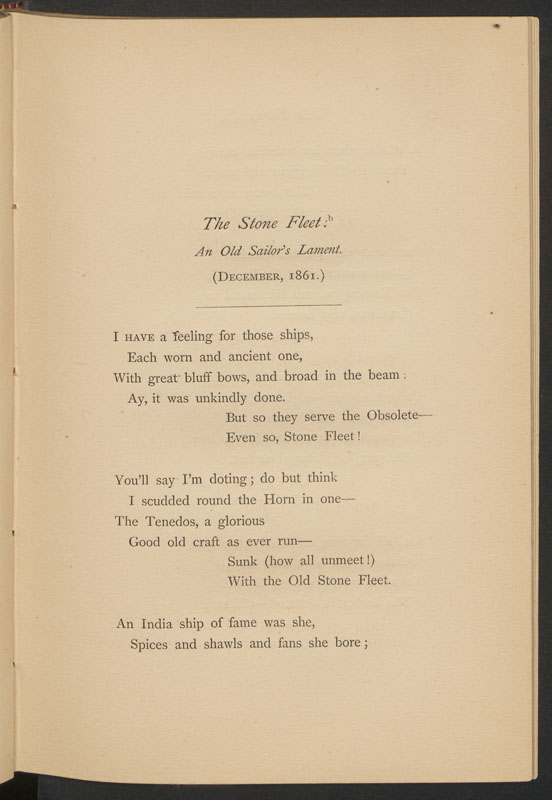 The Stone Fleet:b
An Old Sailor's Lament.
(DECEMBER, 1861.)
I HAVE a feeling for those ships,
Each worn and ancient one,
With great bluff bows, and broad in the beam:
Ay, it was unkindly done.
But so they serve the Obsolete—
Even so, Stone Fleet!
You'll say I'm doting; do but think
I scudded round the Horn in one—
The Tenedos, a glorious
Good old craft as ever run—
Sunk (how all unmeet!)
With the Old Stone Fleet.
An India ship of fame was she,
Spices and shawls and fans she bore;